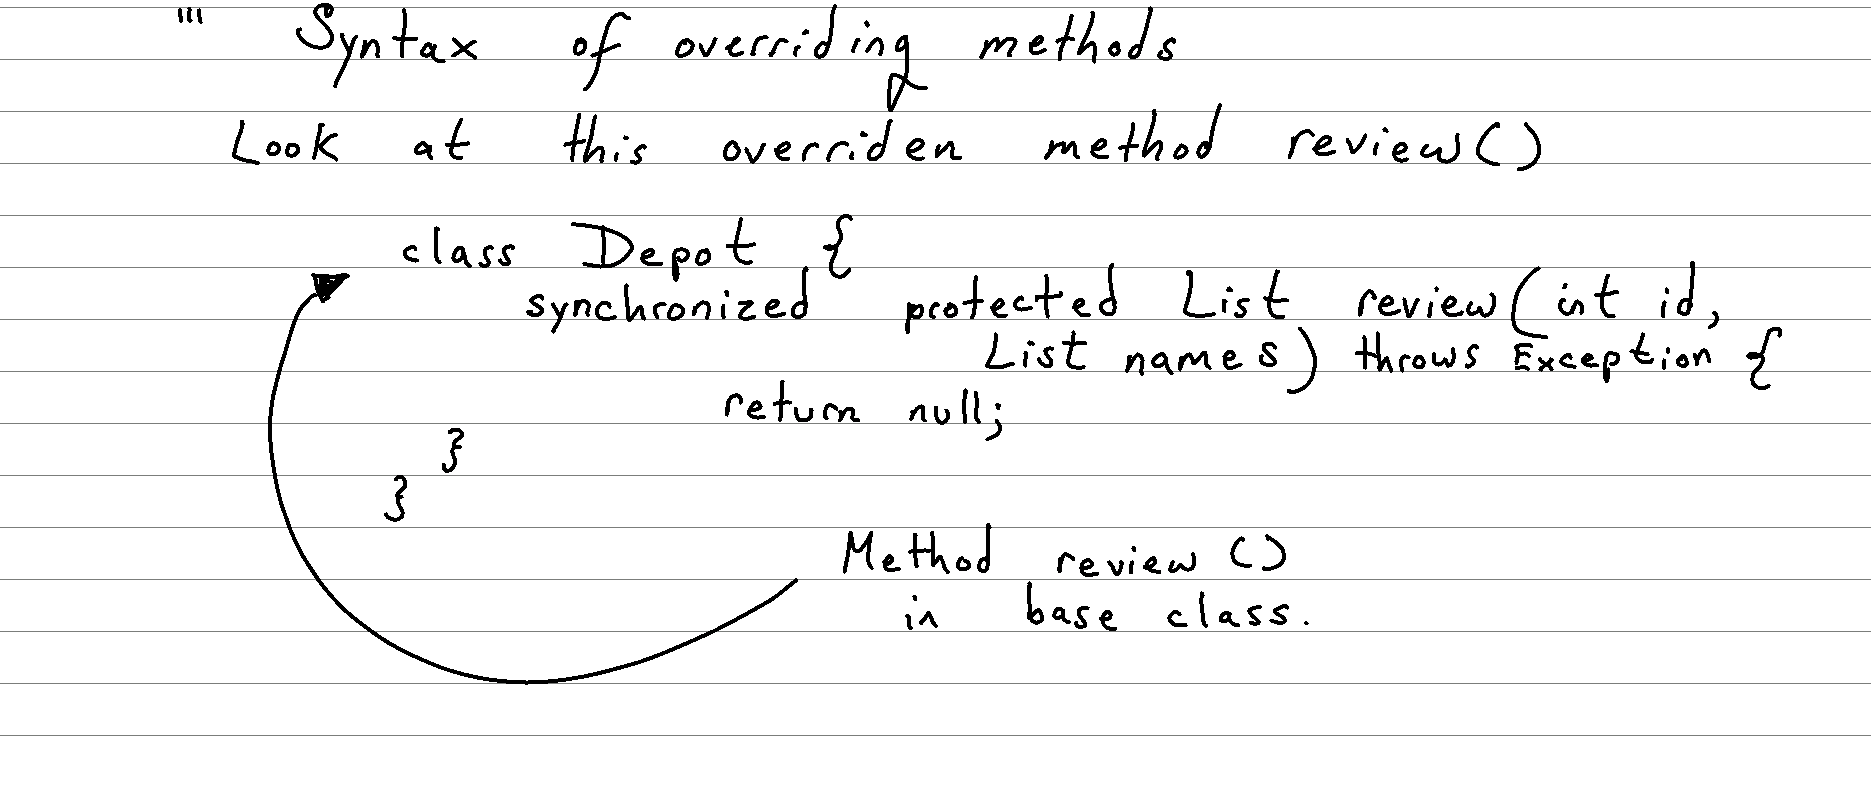 "' Syntax of overriding methods
Look at this overriden method review()
class Depot {
synchronized protected List review(int id,
List names) throws Exception {
return null;
}
}
Method review()
in base class.